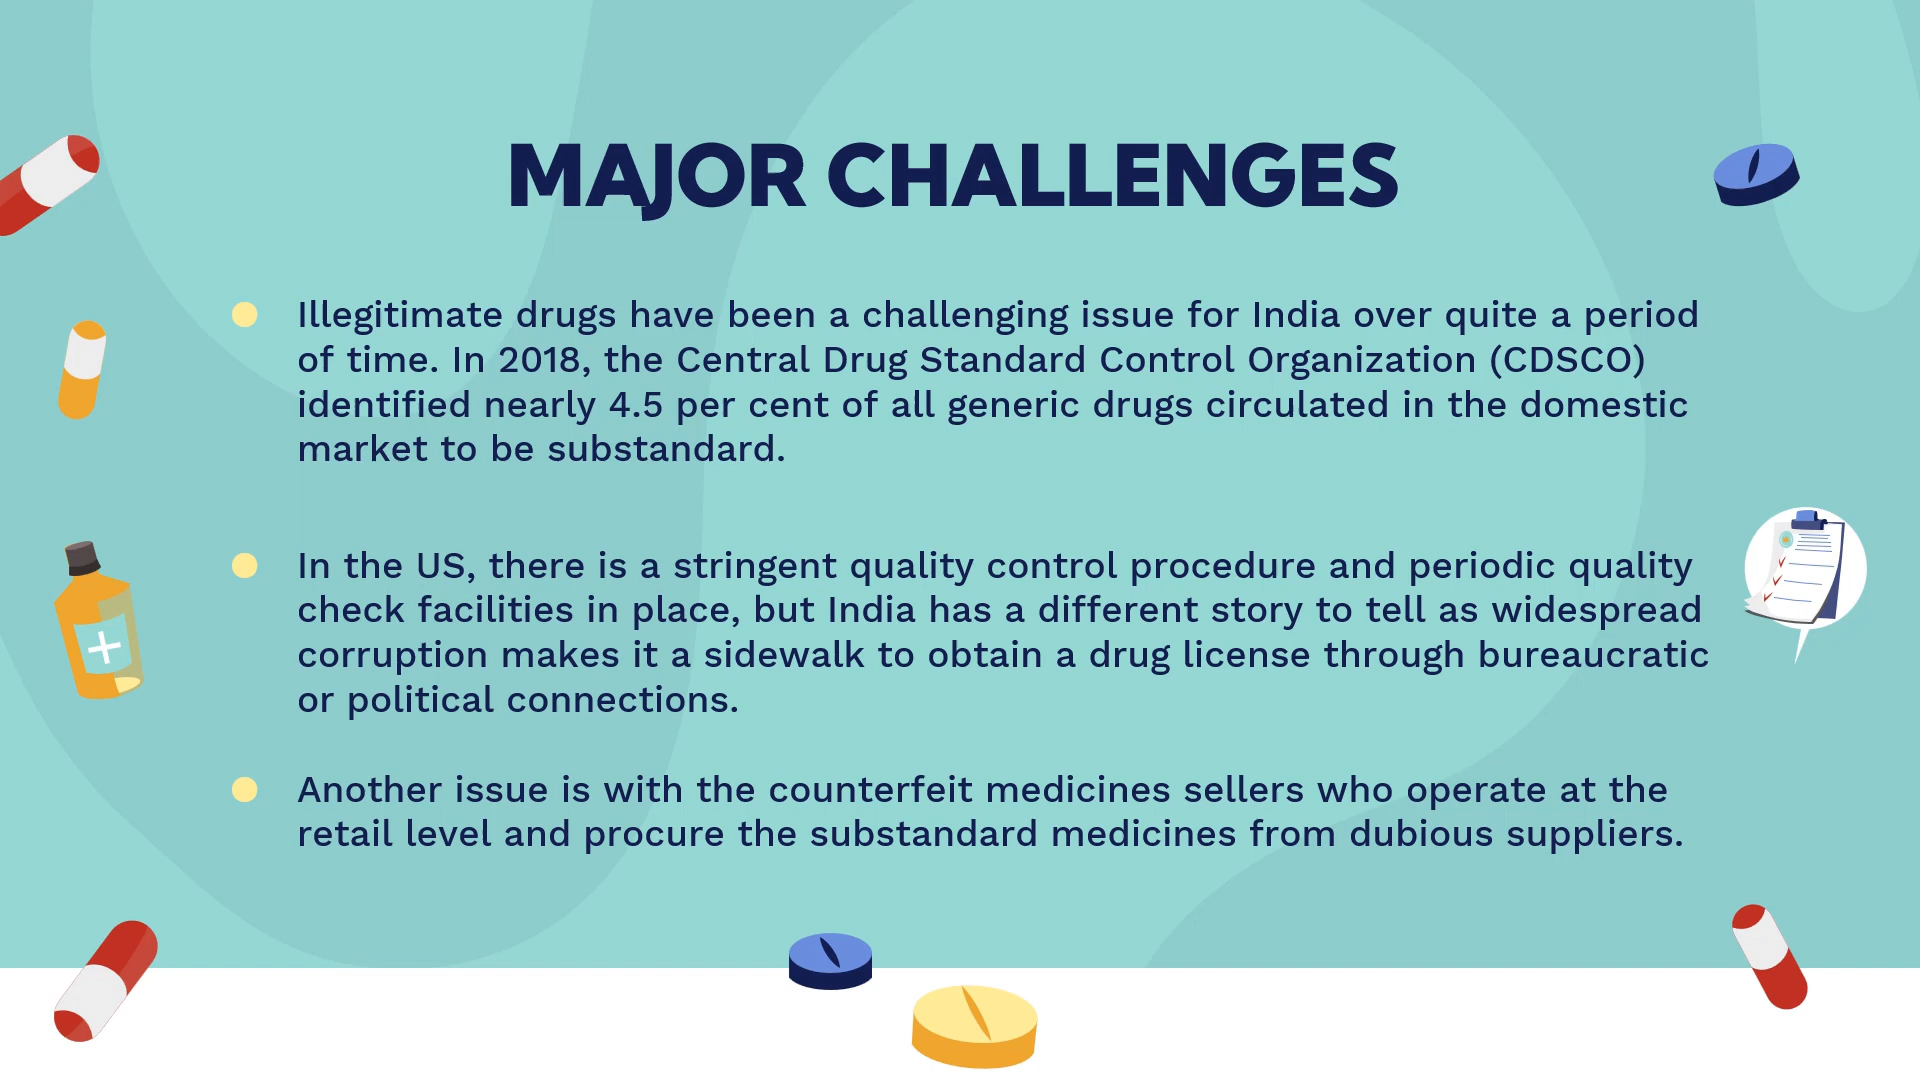 MAJOR CHALLENGES
Illegitimate drugs have been a challenging issue for India over quite a period
of time. In 2018, the Central Drug Standard Control Organization (CDSCO)
identified nearly 4.5 per cent of all generic drugs circulated in the domestic
market to be substandard.
In the US, there is a stringent quality control procedure and periodic quality
check facilities in place, but India has a different story to tell as widespread
corruption makes it a sidewalk to obtain a drug license through bureaucratic
or political connections.
Another issue is with the counterfeit medicines sellers who operate at the
retail level and procure the substandard medicines from dubious suppliers.